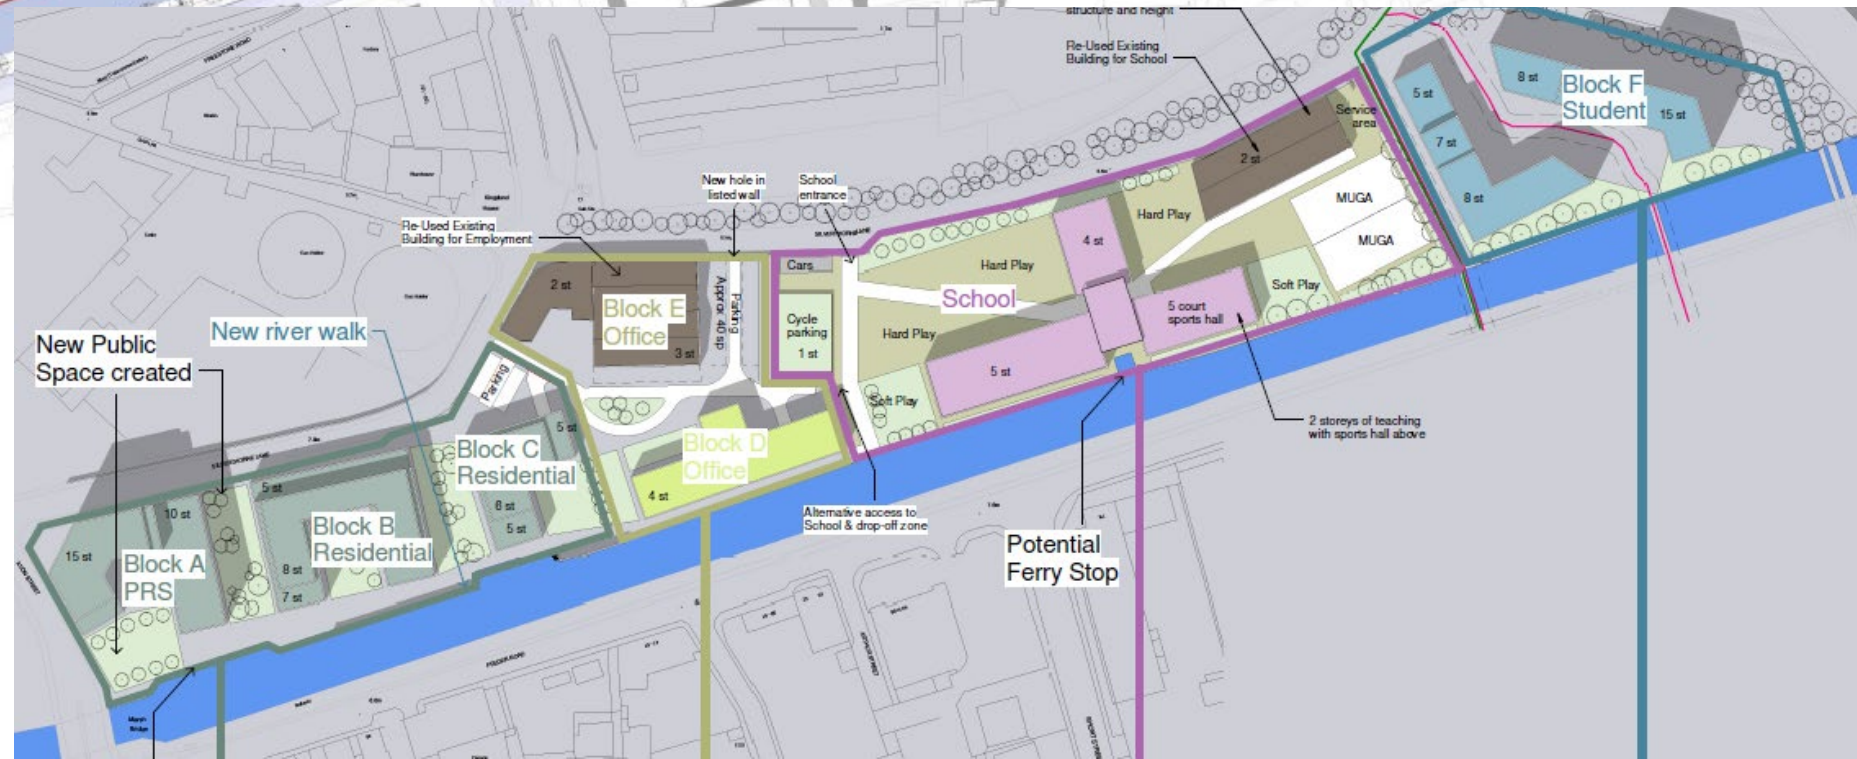 structure and height
Re-Used Existing
Building for School
Service
area
2 st
5 st
7 st
8 st
8 st
Block F
Student
15 st
MUGA
MUGA
New hole in
listed wall
School
entrance
Re-Used Existing
Building for Employment
2 st
Block E
Office
3 st
Parking
Approx 40 sp
Cars
Cycle
parking
1 st
Hard Play
School
Hard Play
Hard Play
4 st
5 court
sports hall
Soft Play
5 st
Soft Play
2 storeys of teaching
with sports hall above
New Public
Space created
New river walk
Parking
Block C
Residential
5 st
Block D
Office
4 st
5 st
10 st
15 st
Block A
PRS
Block B
Residential
8 st
7 st
5 st
Alternative access to
School & drop-off zone
Potential
Ferry Stop
SILVERTHORNE LANE
FEEDER ROAD